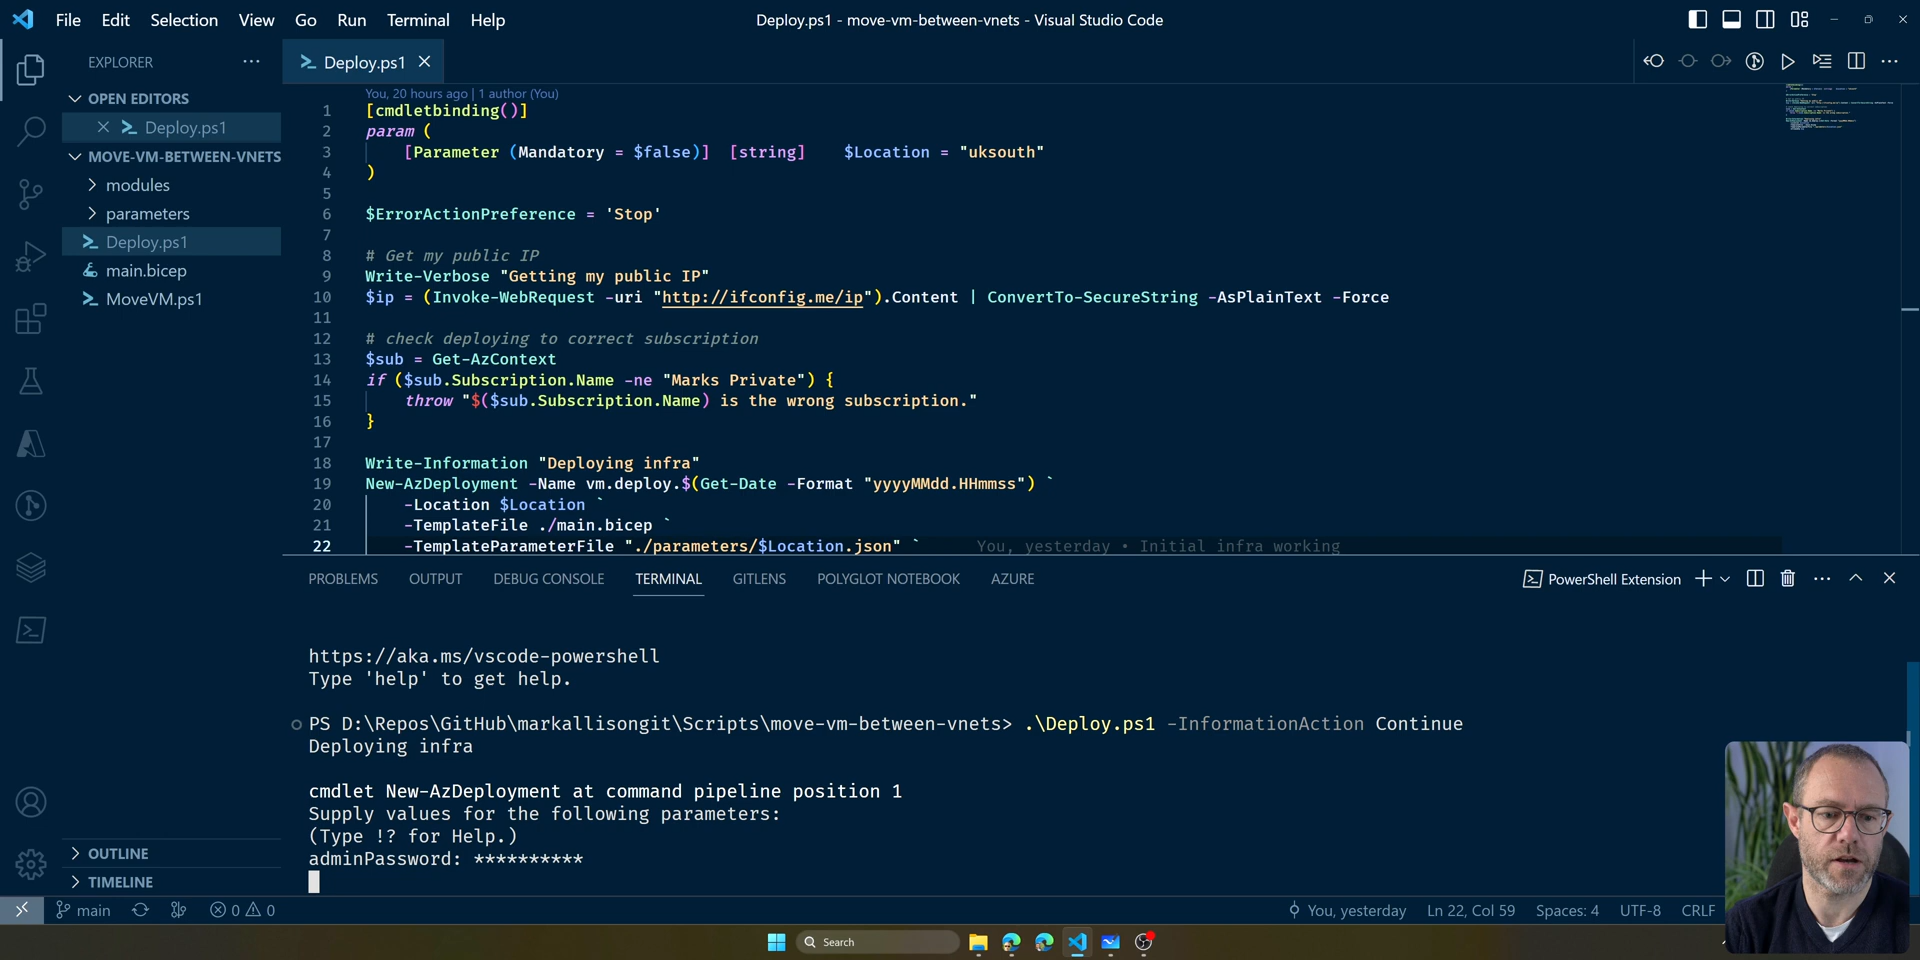 File Edit Selection View Go Run Terminal Help
Deploy.ps1 - move-vm-between-vnets - Visual Studio Code
EXPLORER
OPEN EDITORS
Deploy.ps1
MOVE-VM-BETWEEN-VNETS
modules
parameters
Deploy.ps1
main.bicep
MoveVM.ps1
OUTLINE
TIMELINE
Deploy.ps1
You, 20 hours ago | 1 author (You)
1 [cmdletbinding()]
2 param (
3 [Parameter (Mandatory = $false)] [string] $Location = "uksouth"
4 )
5
6 $ErrorActionPreference = 'Stop'
7
8 # Get my public IP
9 Write-Verbose "Getting my public IP"
10 $ip = (Invoke-WebRequest -uri "http://ifconfig.me/ip").Content | ConvertTo-SecureString -AsPlainText -Force
11
12 # check deploying to correct subscription
13 $sub = Get-AzContext
14 if ($sub.Subscription.Name -ne "Marks Private") {
15 throw "$($sub.Subscription.Name) is the wrong subscription."
16 }
17
18 Write-Information "Deploying infra"
19 New-AzDeployment -Name vm.deploy.$(Get-Date -Format "yyyyMMdd.HHmmss") `
20 -Location $Location `
21 -TemplateFile ./main.bicep `
22 -TemplateParameterFile "./parameters/$Location.json" ` You, yesterday • Initial infra working
PROBLEMS OUTPUT DEBUG CONSOLE TERMINAL GITLENS POLYGLOT NOTEBOOK AZURE
PowerShell Extension
https://aka.ms/vscode-powershell
Type 'help' to get help.
PS D:\Repos\GitHub\markallisongit\Scripts\move-vm-between-vnets> .\Deploy.ps1 -InformationAction Continue
Deploying infra
cmdlet New-AzDeployment at command pipeline position 1
Supply values for the following parameters:
(Type !? for Help.)
adminPassword: **********
main 0 0 You, yesterday Ln 22, Col 59 Spaces: 4 UTF-8 CRLF
Search